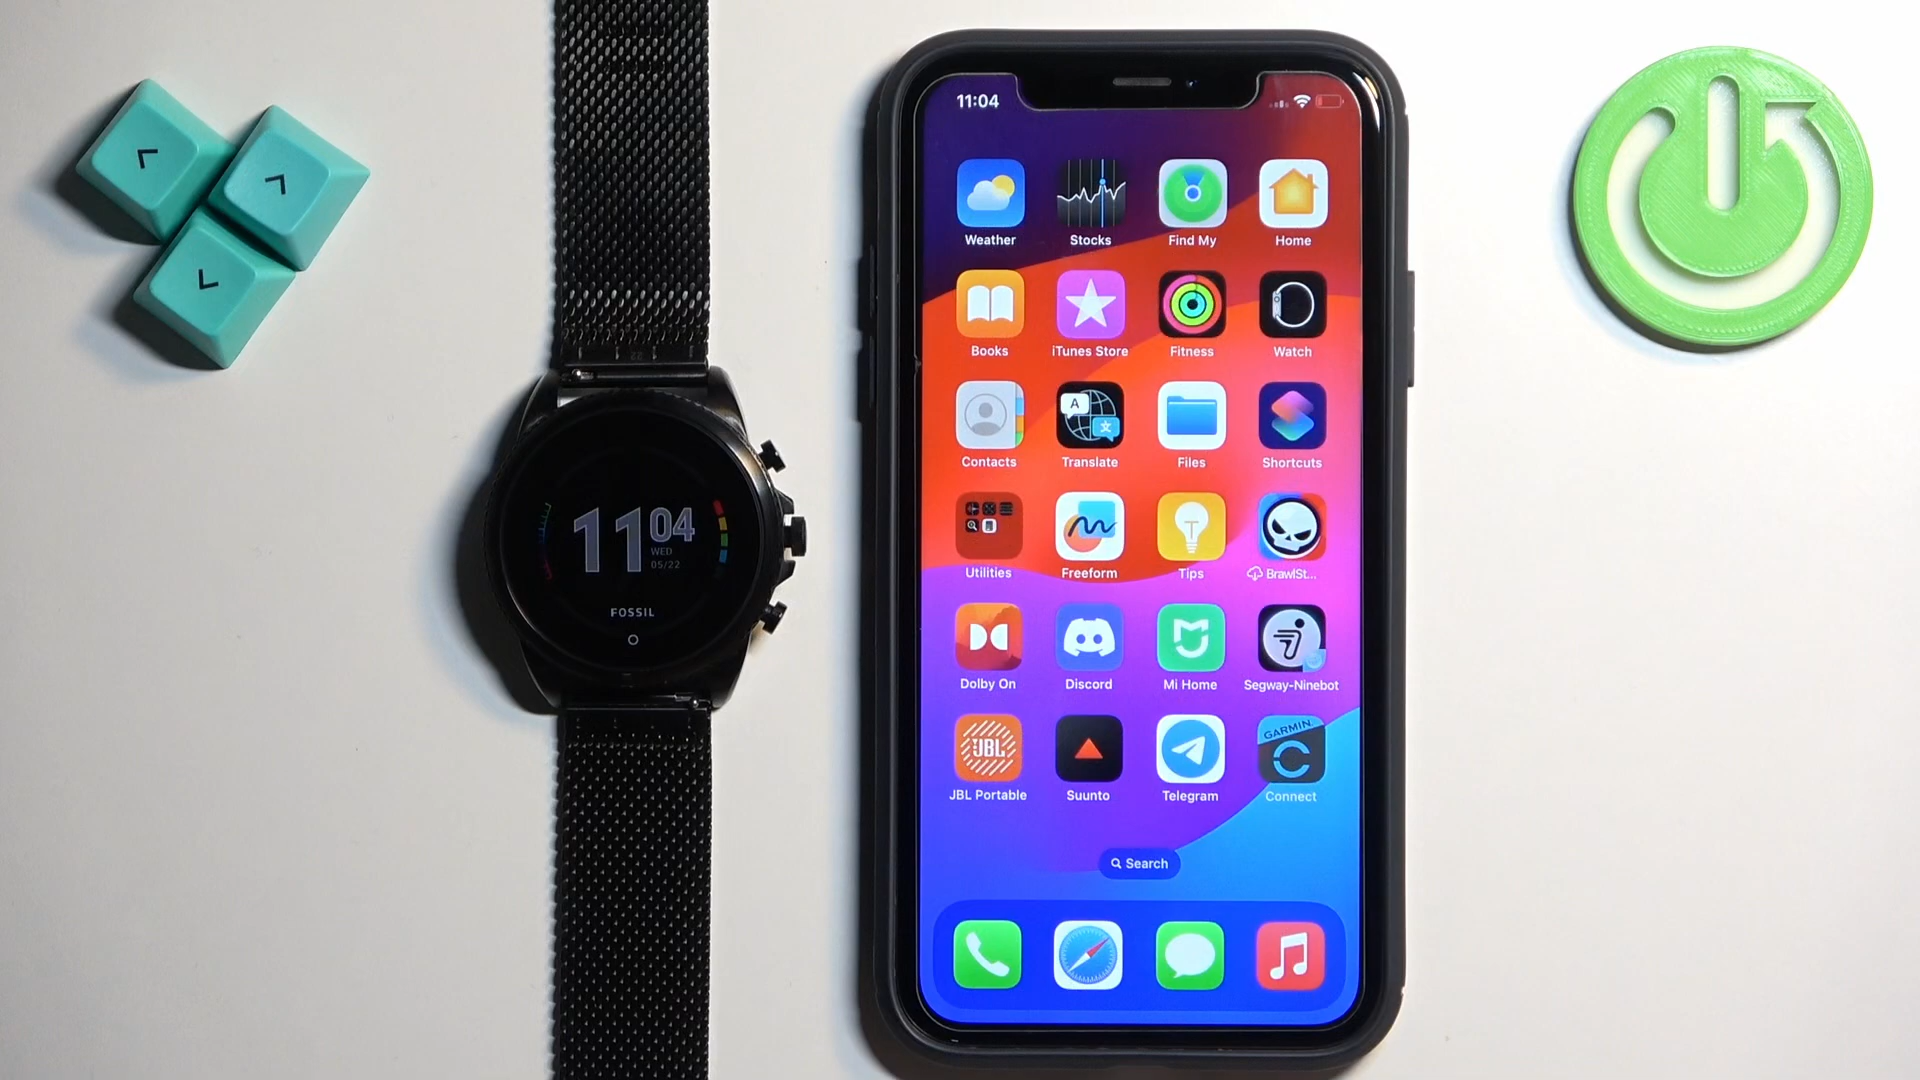 22
11 04
WED
05/22
FOSSIL
11:04
Weather Stocks Find My Home
Books iTunes Store Fitness Watch
A 文
Contacts Translate Files Shortcuts
Utilities Freeform Tips BrawlSt...
Dolby On Discord Mi Home Segway-Ninebot
JBL
GARMIN
JBL Portable Suunto Telegram Connect
Search